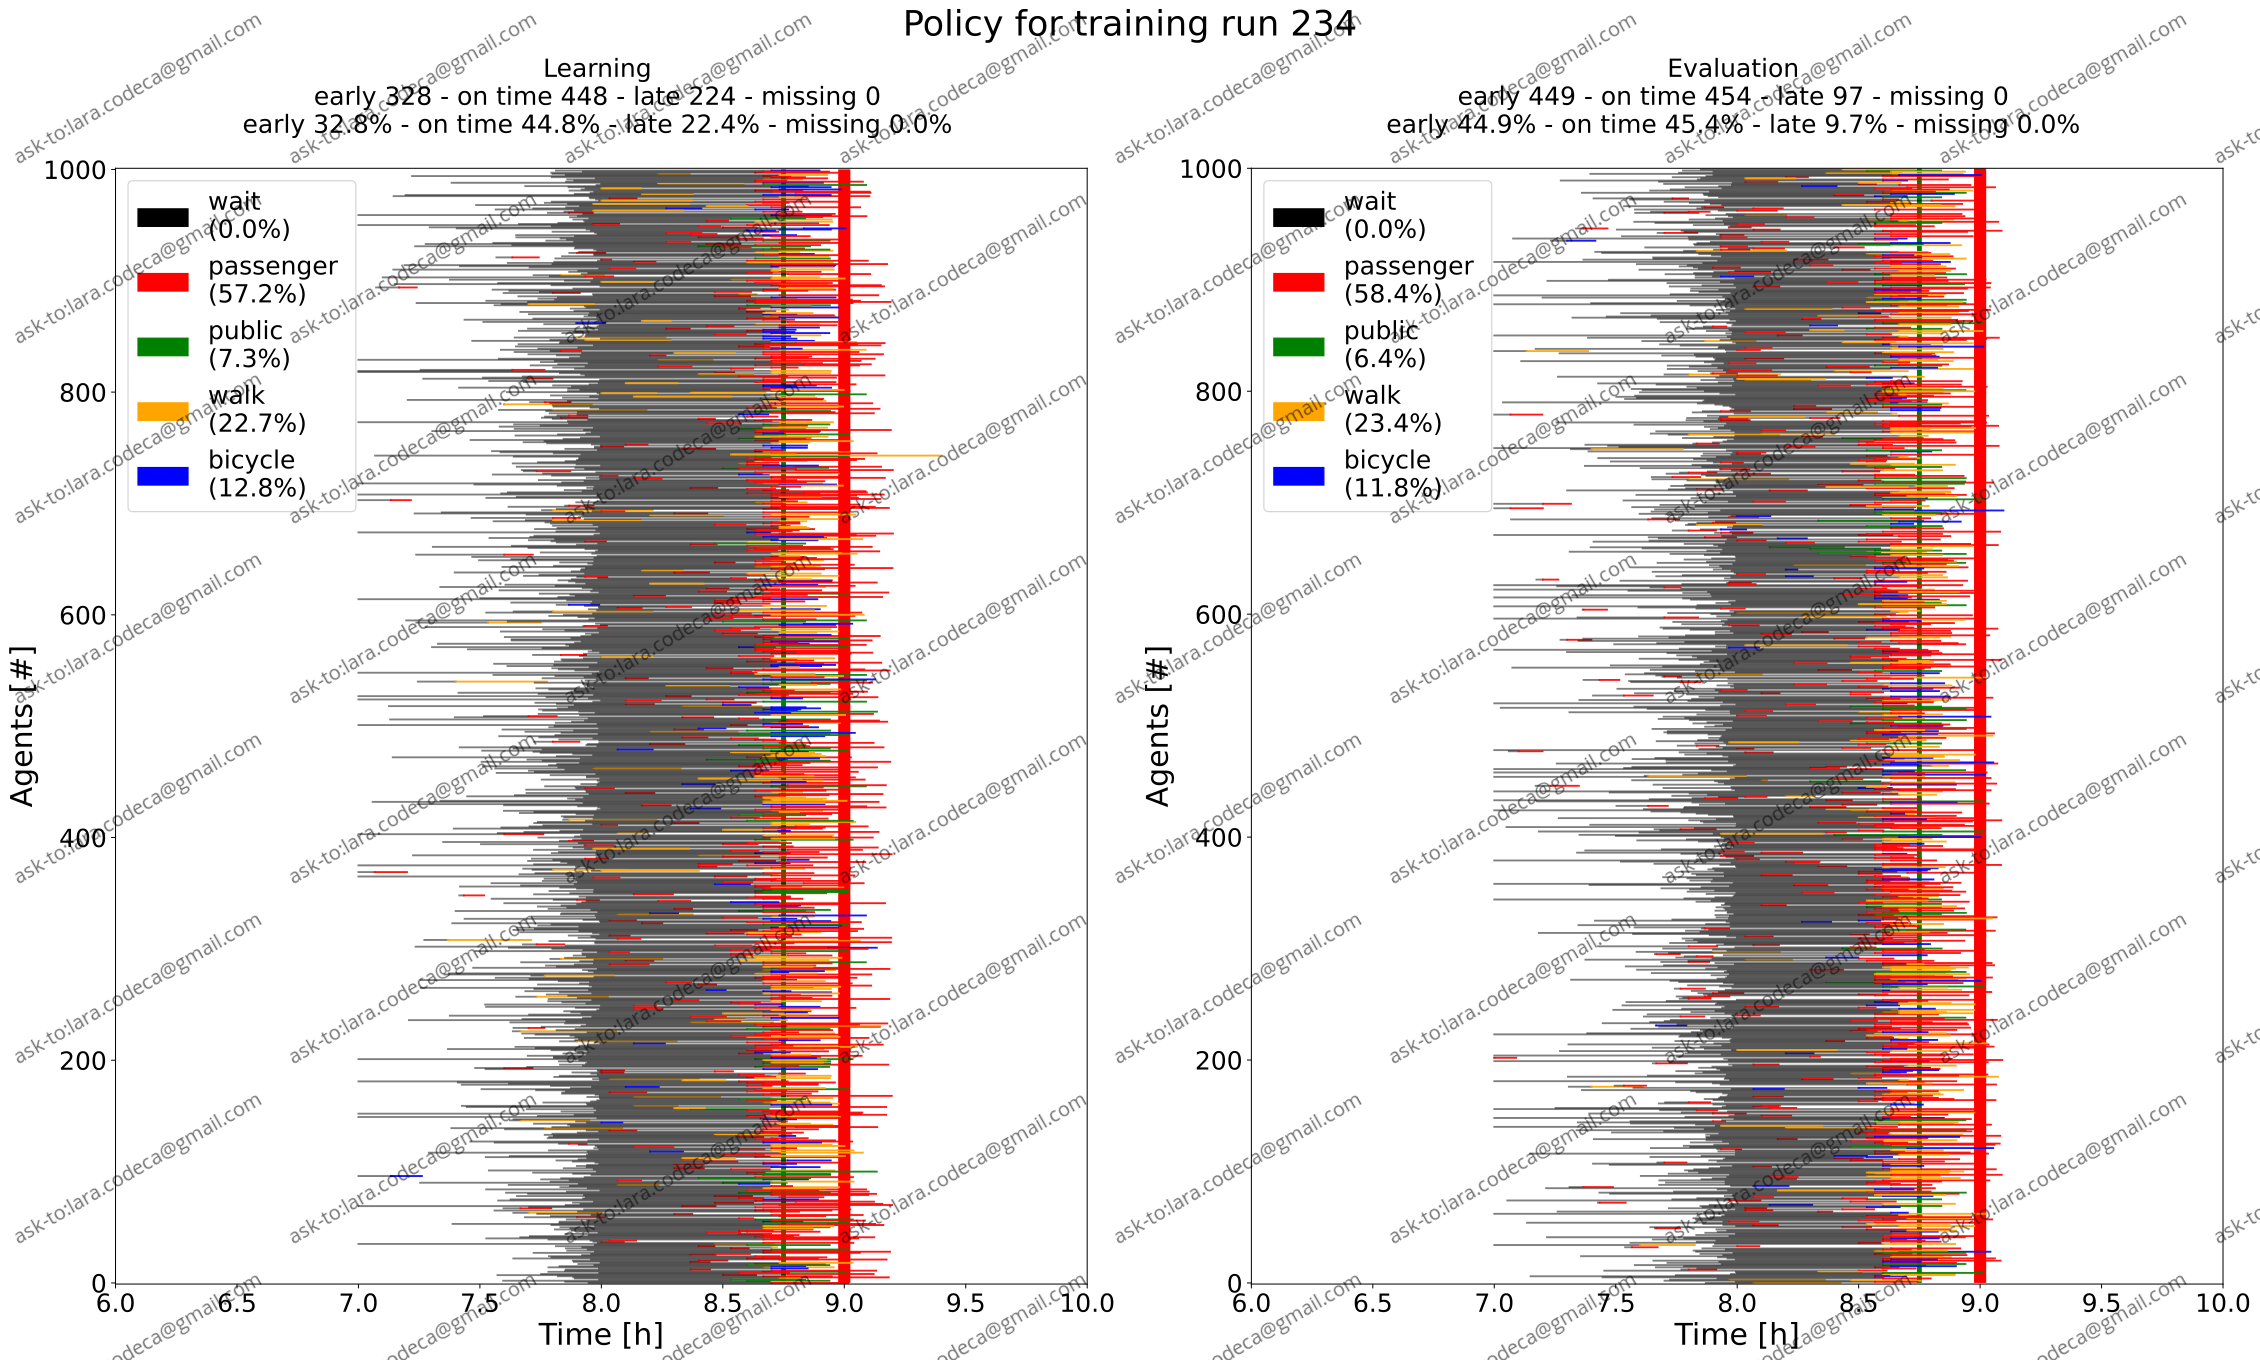 Policy for training run 234
Learning
early 328 - on time 448 - late 224 - missing 0
early 32.8% - on time 44.8% - late 22.4% - missing 0.0%
1000
800
600
400
200
0
Agents [#]
wait
(0.0%)
passenger
(57.2%)
public
(7.3%)
walk
(22.7%)
bicycle
(12.8%)
6.0 6.5 7.0 7.5 8.0 8.5 9.0 9.5 10.0
Time [h]
Evaluation
early 449 - on time 454 - late 97 - missing 0
early 44.9% - on time 45.4% - late 9.7% - missing 0.0%
1000
800
600
400
200
0
Agents [#]
wait
(0.0%)
passenger
(58.4%)
public
(6.4%)
walk
(23.4%)
bicycle
(11.8%)
6.0 6.5 7.0 7.5 8.0 8.5 9.0 9.5 10.0
Time [h]
ask-to:lara.codeca@gmail.com